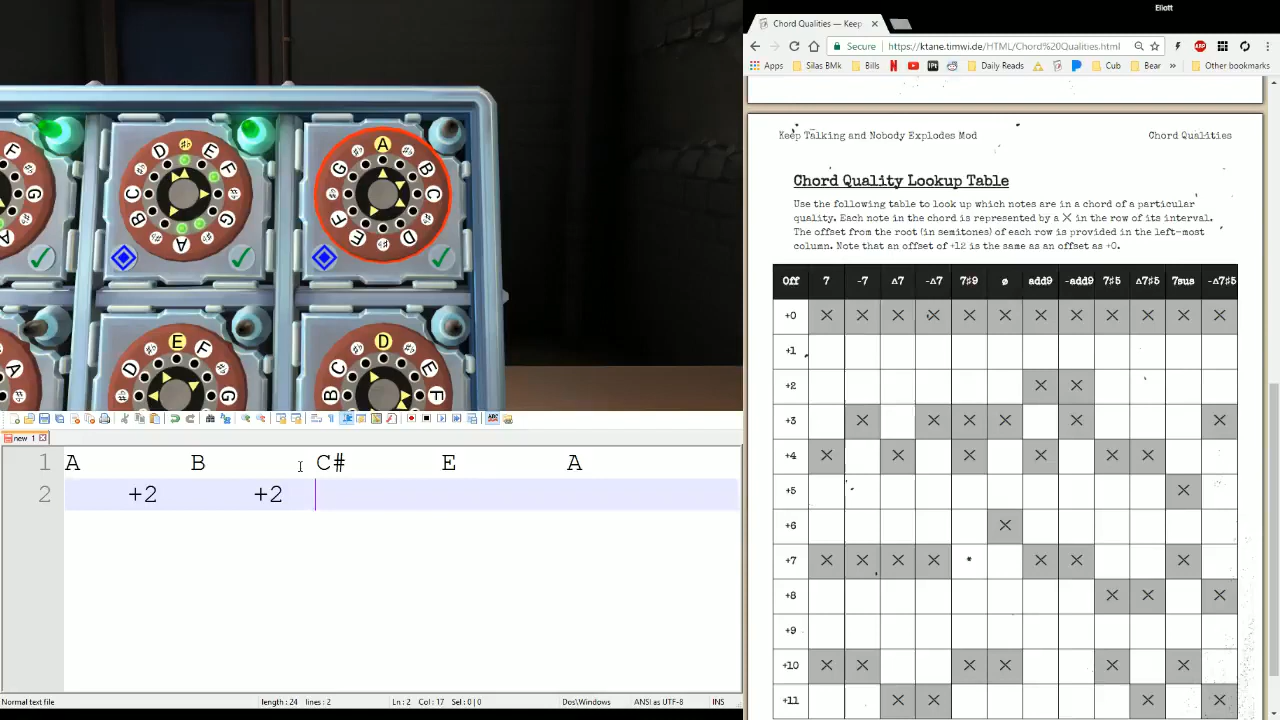 Eliott
Chord Qualities — Keep
Secure https://ktane.timwi.de/HTML/Chord%20Qualities.html
Apps Silas BMk Bills Daily Reads Cub Bear » Other bookmarks
Keep Talking and Nobody Explodes Mod Chord Qualities
Chord Quality Lookup Table
Use the following table to look up which notes are in a chord of a particular
quality. Each note in the chord is represented by a ✕ in the row of its interval.
The offset from the root (in semitones) of each row is provided in the left-most
column. Note that an offset of +12 is the same as an offset as +0.
Off 7 -7 Δ7 -Δ7 7♯9 ø add9 -add9 7♯5 Δ7♯5 7sus -Δ7♯5
+0 ✕ ✕ ✕ ✕ ✕ ✕ ✕ ✕ ✕ ✕ ✕ ✕
+1
+2 ✕ ✕
+3 ✕ ✕ ✕ ✕ ✕ ✕
+4 ✕ ✕ ✕ ✕ ✕ ✕
+5 ✕
+6 ✕
+7 ✕ ✕ ✕ ✕ ✕ ✕ ✕
+8 ✕ ✕ ✕
+9
+10 ✕ ✕ ✕ ✕ ✕ ✕
+11 ✕ ✕ ✕ ✕
new 1
1 A B C# E A
2 +2 +2
Normal text file length : 24 lines : 2 Ln : 2 Col : 17 Sel : 0 | 0 Dos\Windows ANSI as UTF-8 INS